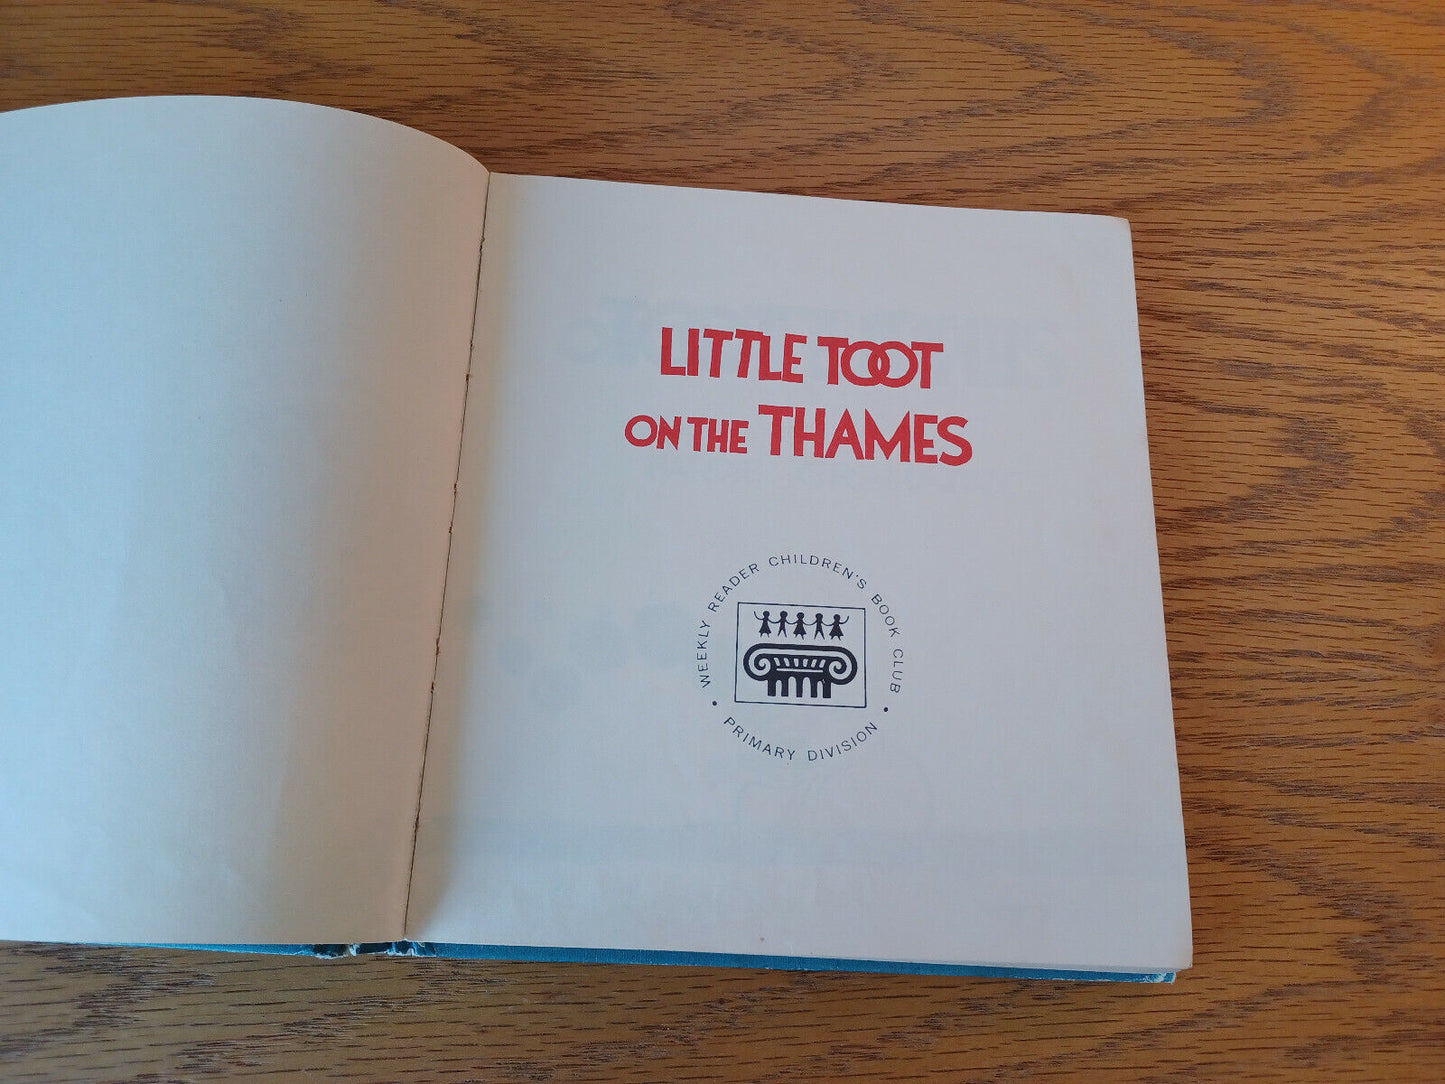 LITTLE TOOT
ON THE THAMES
WEEKLY READER CHILDREN'S BOOK CLUB
• PRIMARY DIVISION •